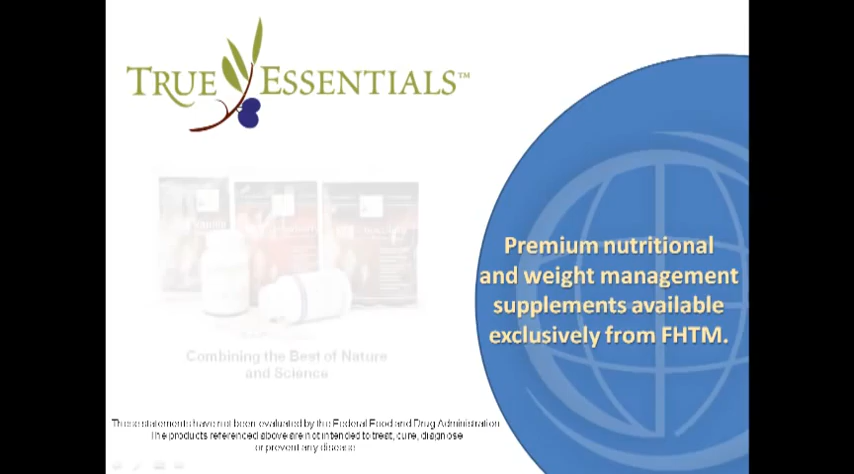 TRUE ESSENTIALS™
Premium nutritional
and weight management
supplements available
exclusively from FHTM.
Combining the Best of Nature
and Science
These statements have not been evaluated by the Federal Food and Drug Administration
The products referenced above are not intended to treat, cure, diagnose
or prevent any disease